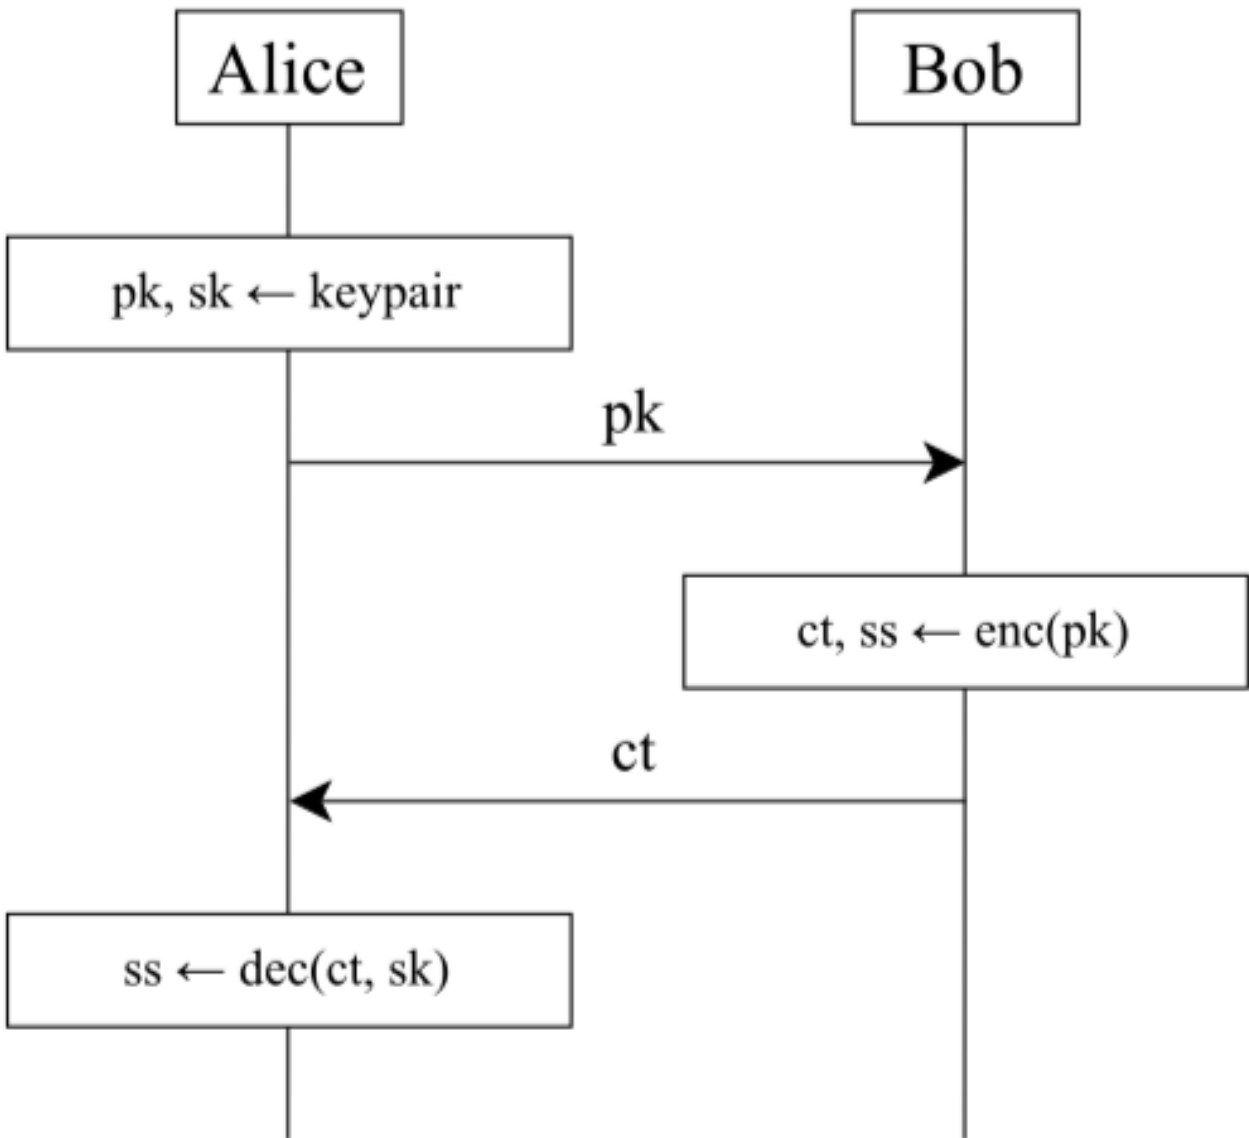 Alice
Bob
pk, sk ← keypair
pk
ct, ss ← enc(pk)
ct
ss ← dec(ct, sk)